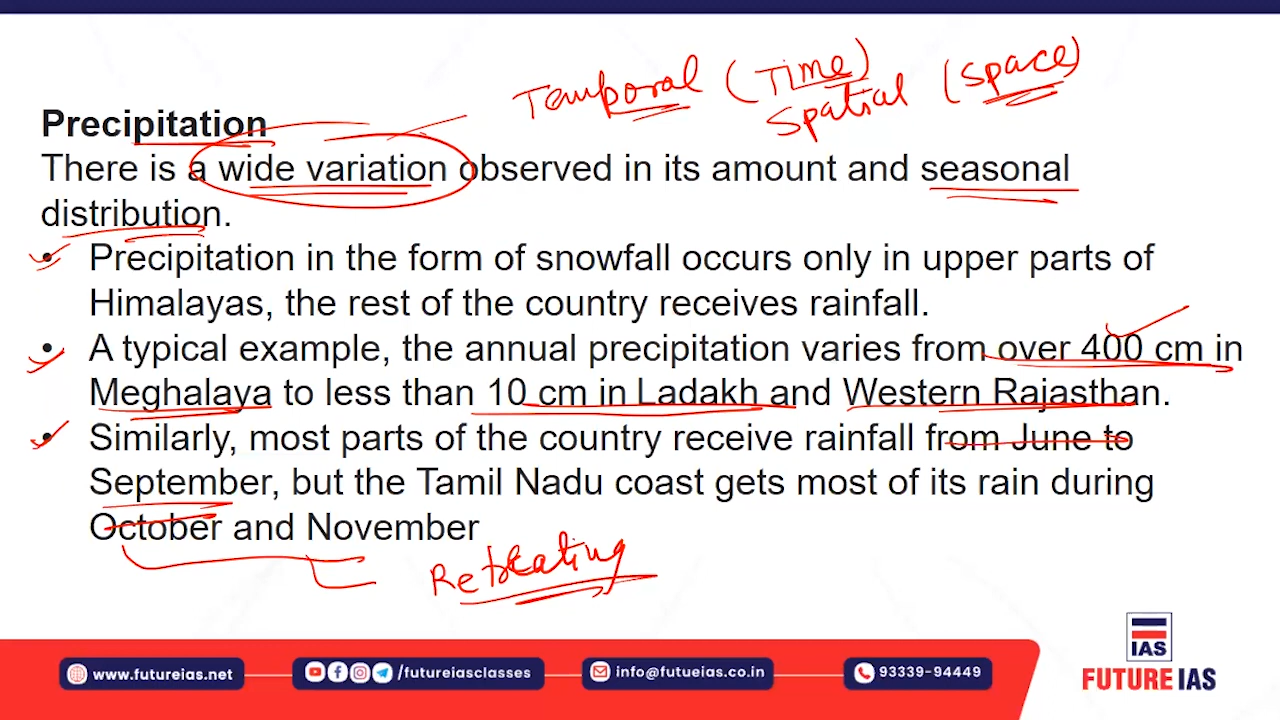 Temporal (Time)
Spatial (Space)
Precipitation
There is a wide variation observed in its amount and seasonal
distribution.
• Precipitation in the form of snowfall occurs only in upper parts of
Himalayas, the rest of the country receives rainfall.
• A typical example, the annual precipitation varies from over 400 cm in
Meghalaya to less than 10 cm in Ladakh and Western Rajasthan.
• Similarly, most parts of the country receive rainfall from June to
September, but the Tamil Nadu coast gets most of its rain during
October and November
Retreating
www.futureias.net
/futureiasclasses
info@futueias.co.in
93339-94449
IAS
FUTURE IAS